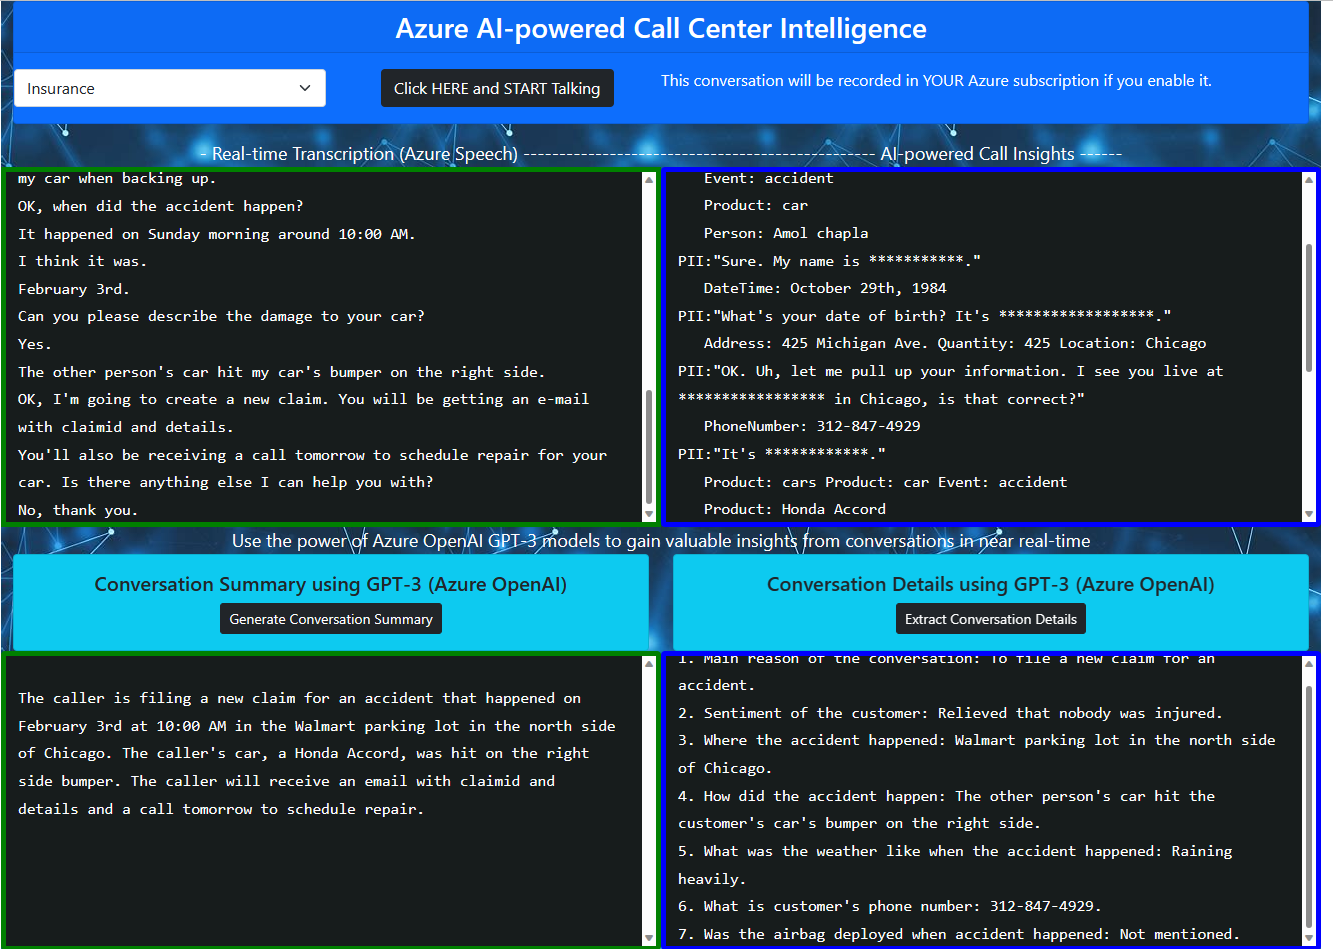 Azure AI-powered Call Center Intelligence
Insurance
Click HERE and START Talking
This conversation will be recorded in YOUR Azure subscription if you enable it.
- Real-time Transcription (Azure Speech) ------------------------------------------------- AI-powered Call Insights ------
my car when backing up.
OK, when did the accident happen?
It happened on Sunday morning around 10:00 AM.
I think it was.
February 3rd.
Can you please describe the damage to your car?
Yes.
The other person's car hit my car's bumper on the right side.
OK, I'm going to create a new claim. You will be getting an e-mail
with claimid and details.
You'll also be receiving a call tomorrow to schedule repair for your
car. Is there anything else I can help you with?
No, thank you.
Event: accident
Product: car
Person: Amol chapla
PII:"Sure. My name is ***********."
DateTime: October 29th, 1984
PII:"What's your date of birth? It's ******************."
Address: 425 Michigan Ave. Quantity: 425 Location: Chicago
PII:"OK. Uh, let me pull up your information. I see you live at
***************** in Chicago, is that correct?"
PhoneNumber: 312-847-4929
PII:"It's ************."
Product: cars Product: car Event: accident
Product: Honda Accord
Use the power of Azure OpenAI GPT-3 models to gain valuable insights from conversations in near real-time
Conversation Summary using GPT-3 (Azure OpenAI)
Generate Conversation Summary
Conversation Details using GPT-3 (Azure OpenAI)
Extract Conversation Details
The caller is filing a new claim for an accident that happened on
February 3rd at 10:00 AM in the Walmart parking lot in the north side
of Chicago. The caller's car, a Honda Accord, was hit on the right
side bumper. The caller will receive an email with claimid and
details and a call tomorrow to schedule repair.
1. Main reason of the conversation: To file a new claim for an
accident.
2. Sentiment of the customer: Relieved that nobody was injured.
3. Where the accident happened: Walmart parking lot in the north side
of Chicago.
4. How did the accident happen: The other person's car hit the
customer's car's bumper on the right side.
5. What was the weather like when the accident happened: Raining
heavily.
6. What is customer's phone number: 312-847-4929.
7. Was the airbag deployed when accident happened: Not mentioned.